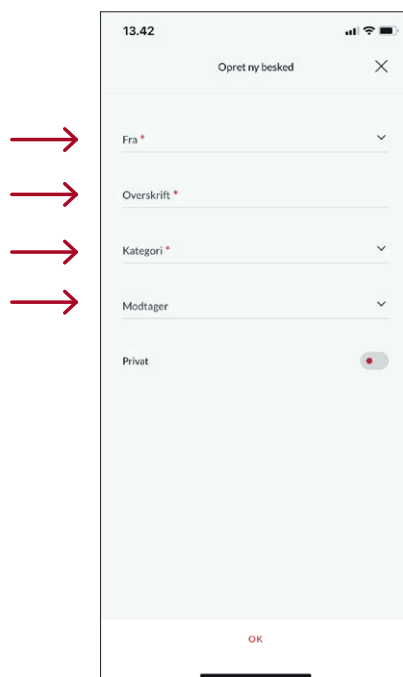 13.42
Opret ny besked
Fra *
Overskrift *
Kategori *
Modtager
Privat
OK